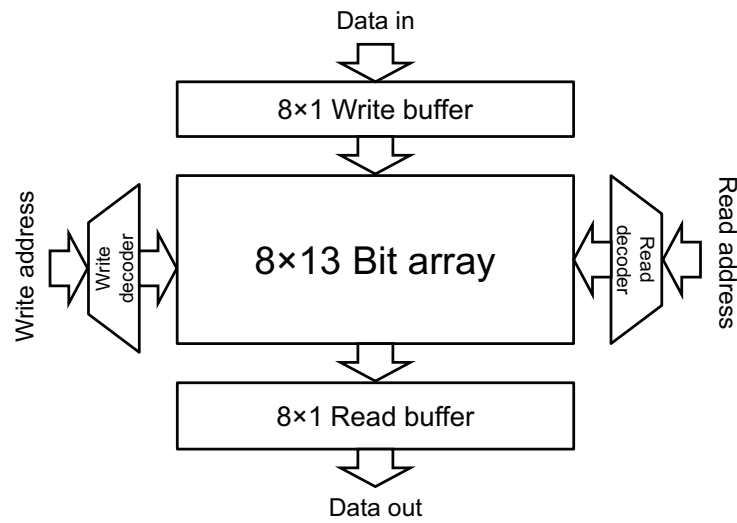 Data in
8×1 Write buffer
Write address
Write
decoder
8×13 Bit array
Read
decoder
Read address
8×1 Read buffer
Data out